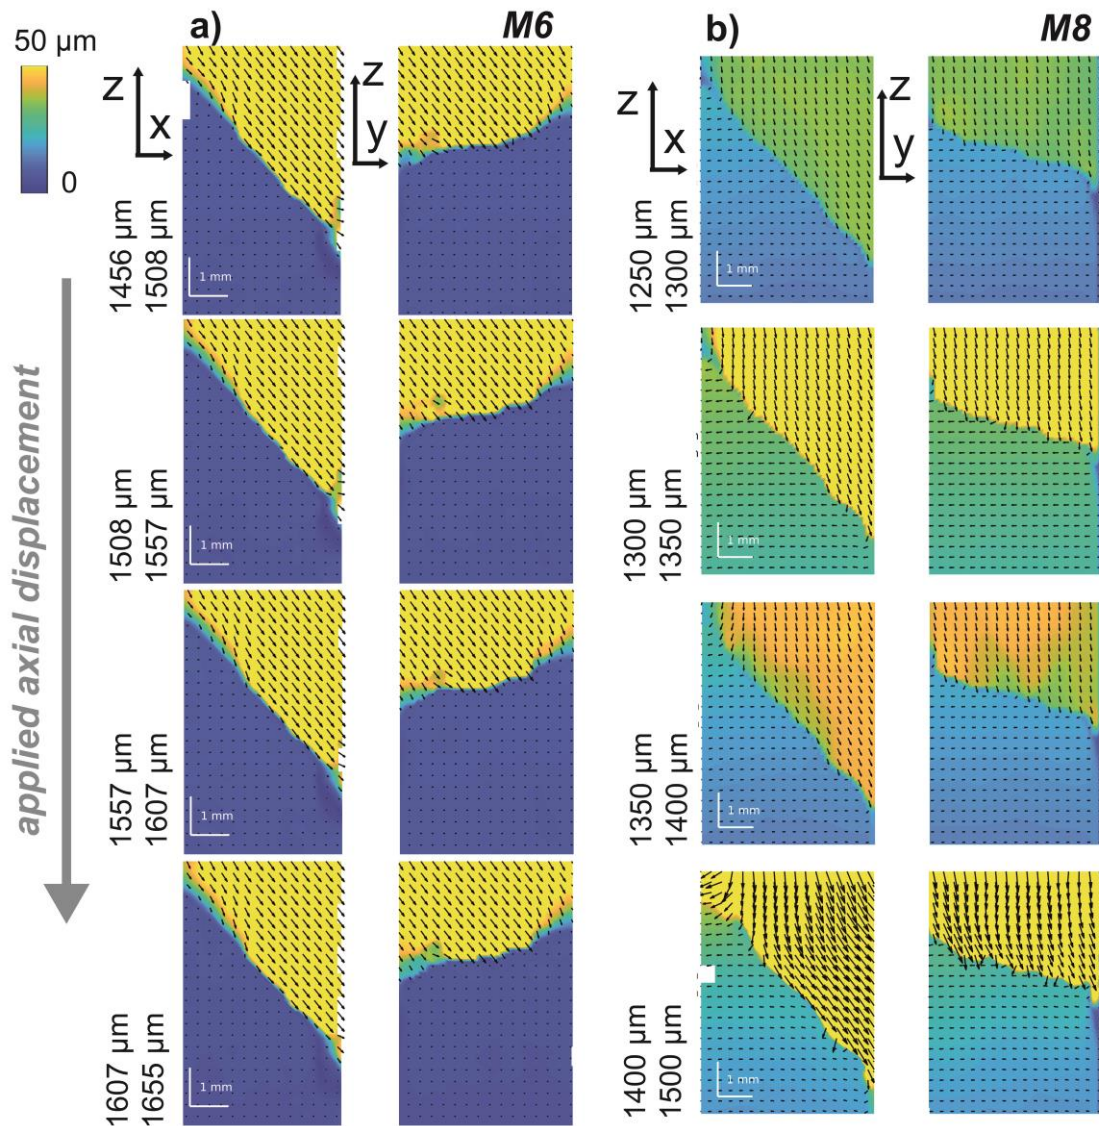 a)
M6
b)
M8
50 µm
0
z
x
z
y
z
x
z
y
applied axial displacement
1456 µm
1508 µm
1 mm
1250 µm
1300 µm
1 mm
1508 µm
1557 µm
1 mm
1300 µm
1350 µm
1 mm
1557 µm
1607 µm
1 mm
1350 µm
1400 µm
1 mm
1607 µm
1655 µm
1 mm
1400 µm
1500 µm
1 mm